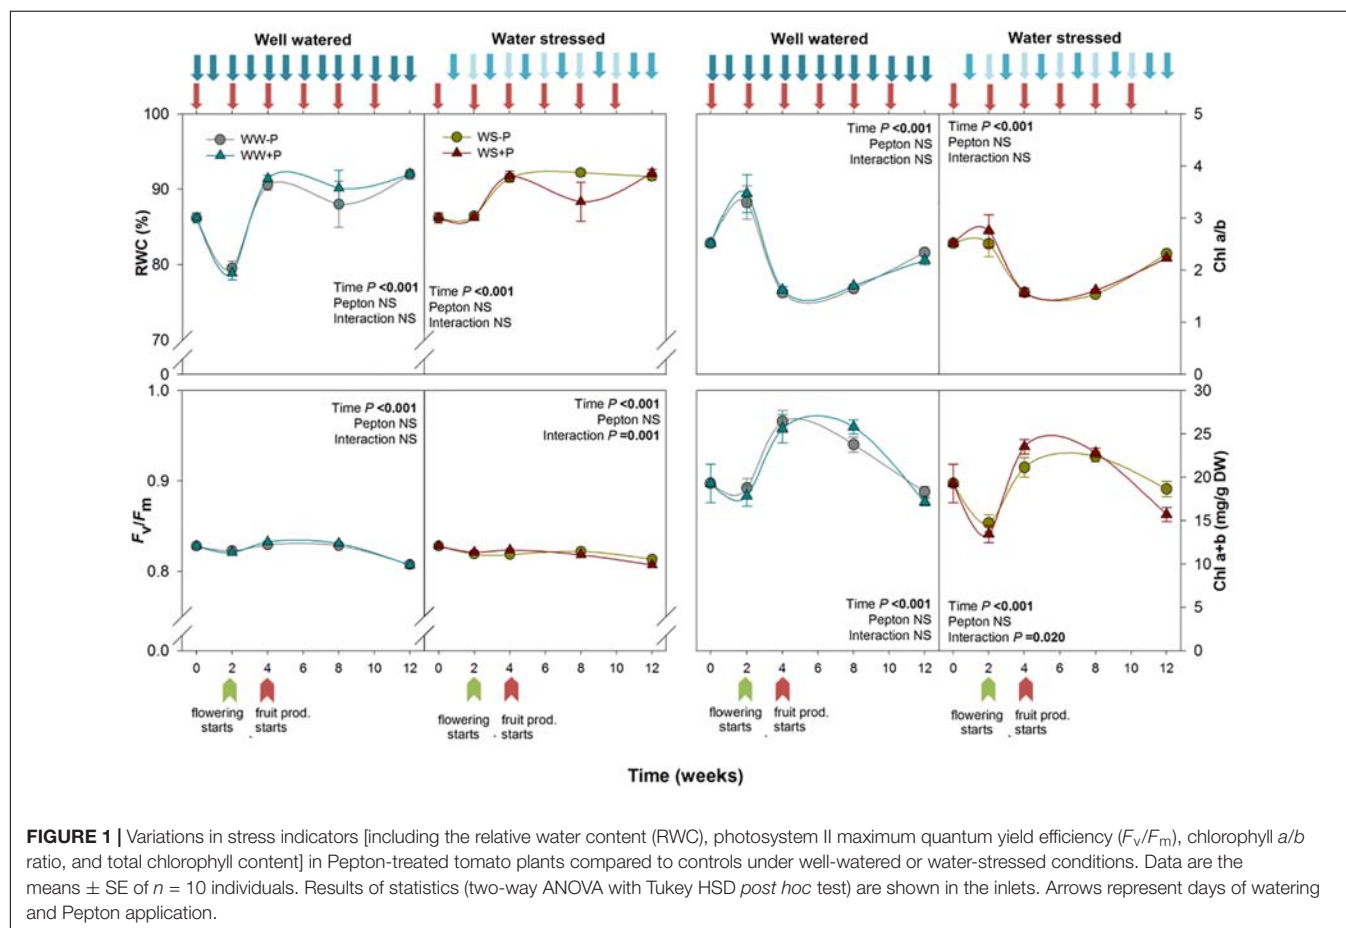 Well watered
Water stressed
Well watered
Water stressed
100
90
80
70
0
RWC (%)
WW-P
WW+P
Time P <0.001
Pepton NS
Interaction NS
WS-P
WS+P
Time P <0.001
Pepton NS
Interaction NS
Time P <0.001
Pepton NS
Interaction NS
Time P <0.001
Pepton NS
Interaction NS
5
4
3
2
1
0
Chl a/b
1.0
0.9
0.8
0.0
Fv/Fm
Time P <0.001
Pepton NS
Interaction NS
Time P <0.001
Pepton NS
Interaction P =0.001
Time P <0.001
Pepton NS
Interaction NS
Time P <0.001
Pepton NS
Interaction P =0.020
30
25
20
15
10
5
0
Chl a+b (mg/g DW)
0 2 4 6 8 10 12
0 2 4 6 8 10 12
0 2 4 6 8 10 12
0 2 4 6 8 10 12
flowering starts
fruit prod. starts
flowering starts
fruit prod. starts
flowering starts
fruit prod. starts
flowering starts
fruit prod. starts
Time (weeks)
FIGURE 1 | Variations in stress indicators [including the relative water content (RWC), photosystem II maximum quantum yield efficiency (Fv/Fm), chlorophyll a/b
ratio, and total chlorophyll content] in Pepton-treated tomato plants compared to controls under well-watered or water-stressed conditions. Data are the
means ± SE of n = 10 individuals. Results of statistics (two-way ANOVA with Tukey HSD post hoc test) are shown in the inlets. Arrows represent days of watering
and Pepton application.